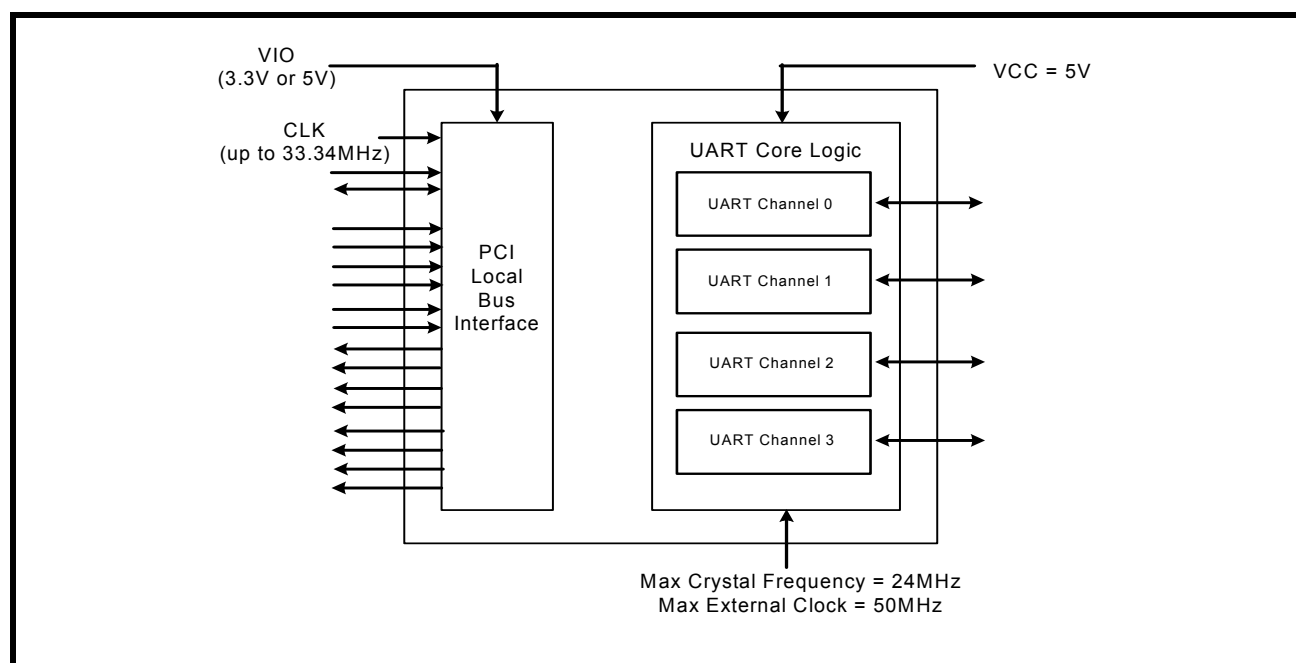 VIO
(3.3V or 5V)
VCC = 5V
CLK
(up to 33.34MHz)
UART Core Logic
UART Channel 0
PCI
Local
Bus
Interface
UART Channel 1
UART Channel 2
UART Channel 3
Max Crystal Frequency = 24MHz
Max External Clock = 50MHz